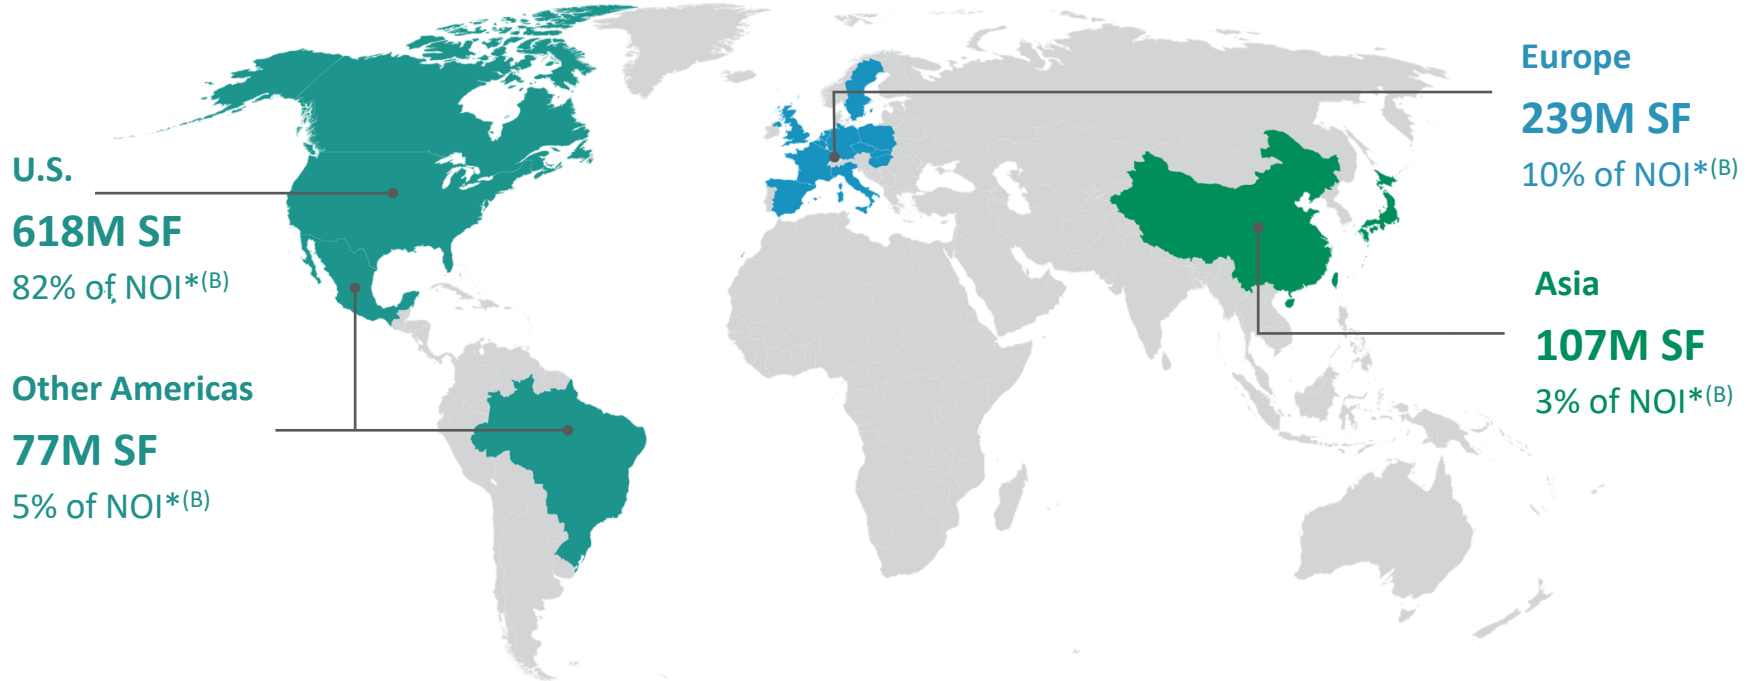 U.S.
618M SF
82% of NOI*(B)
Other Americas
77M SF
5% of NOI*(B)
Europe
239M SF
10% of NOI*(B)
Asia
107M SF
3% of NOI*(B)